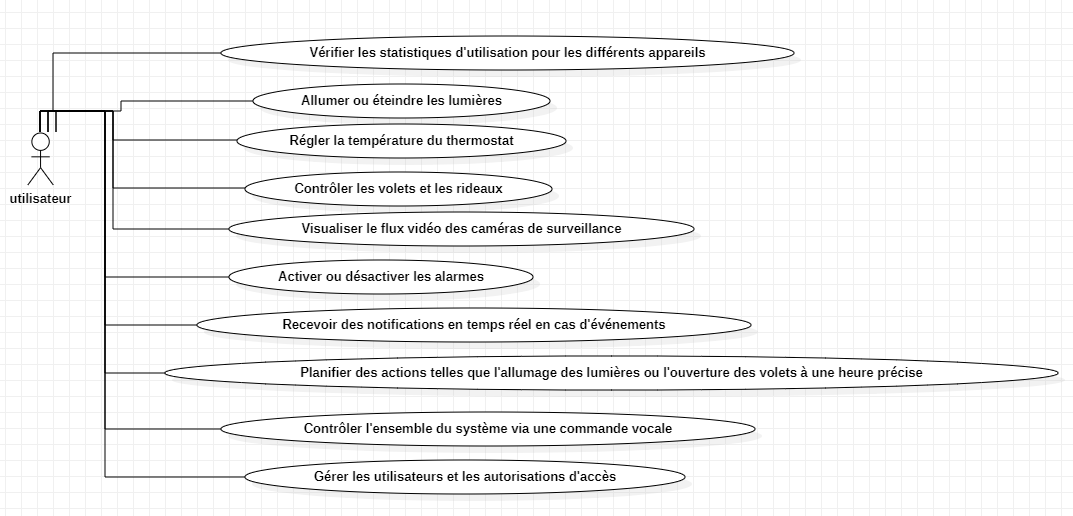 Vérifier les statistiques d'utilisation pour les différents appareils
Allumer ou éteindre les lumières
Régler la température du thermostat
utilisateur
Contrôler les volets et les rideaux
Visualiser le flux vidéo des caméras de surveillance
Activer ou désactiver les alarmes
Recevoir des notifications en temps réel en cas d'événements
Planifier des actions telles que l'allumage des lumières ou l'ouverture des volets à une heure précise
Contrôler l'ensemble du système via une commande vocale
Gérer les utilisateurs et les autorisations d'accès